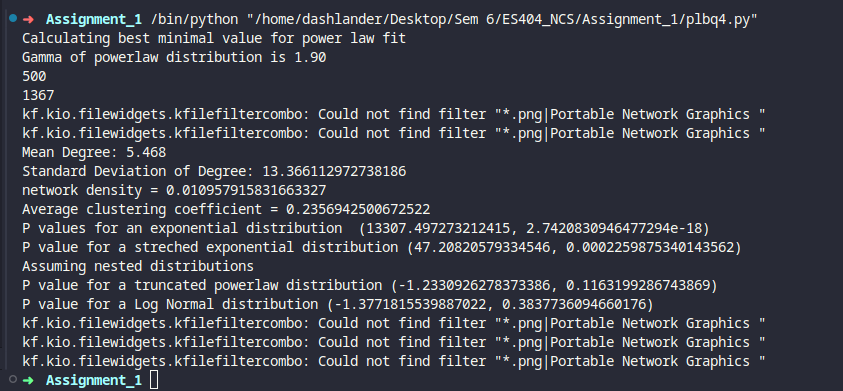 ➜ Assignment_1 /bin/python "/home/dashlander/Desktop/Sem 6/ES404_NCS/Assignment_1/plbq4.py"
Calculating best minimal value for power law fit
Gamma of powerlaw distribution is 1.90
500
1367
kf.kio.filewidgets.kfilefiltercombo: Could not find filter "*.png|Portable Network Graphics "
kf.kio.filewidgets.kfilefiltercombo: Could not find filter "*.png|Portable Network Graphics "
Mean Degree: 5.468
Standard Deviation of Degree: 13.366112972738186
network density = 0.010957915831663327
Average clustering coefficient = 0.2356942500672522
P values for an exponential distribution  (13307.497273212415, 2.7420830946477294e-18)
P value for a streched exponential distribution (47.20820579334546, 0.0002259875340143562)
Assuming nested distributions
P value for a truncated powerlaw distribution (-1.2330926278373386, 0.1163199286743869)
P value for a Log Normal distribution (-1.3771815539887022, 0.3837736094660176)
kf.kio.filewidgets.kfilefiltercombo: Could not find filter "*.png|Portable Network Graphics "
kf.kio.filewidgets.kfilefiltercombo: Could not find filter "*.png|Portable Network Graphics "
kf.kio.filewidgets.kfilefiltercombo: Could not find filter "*.png|Portable Network Graphics "
➜ Assignment_1